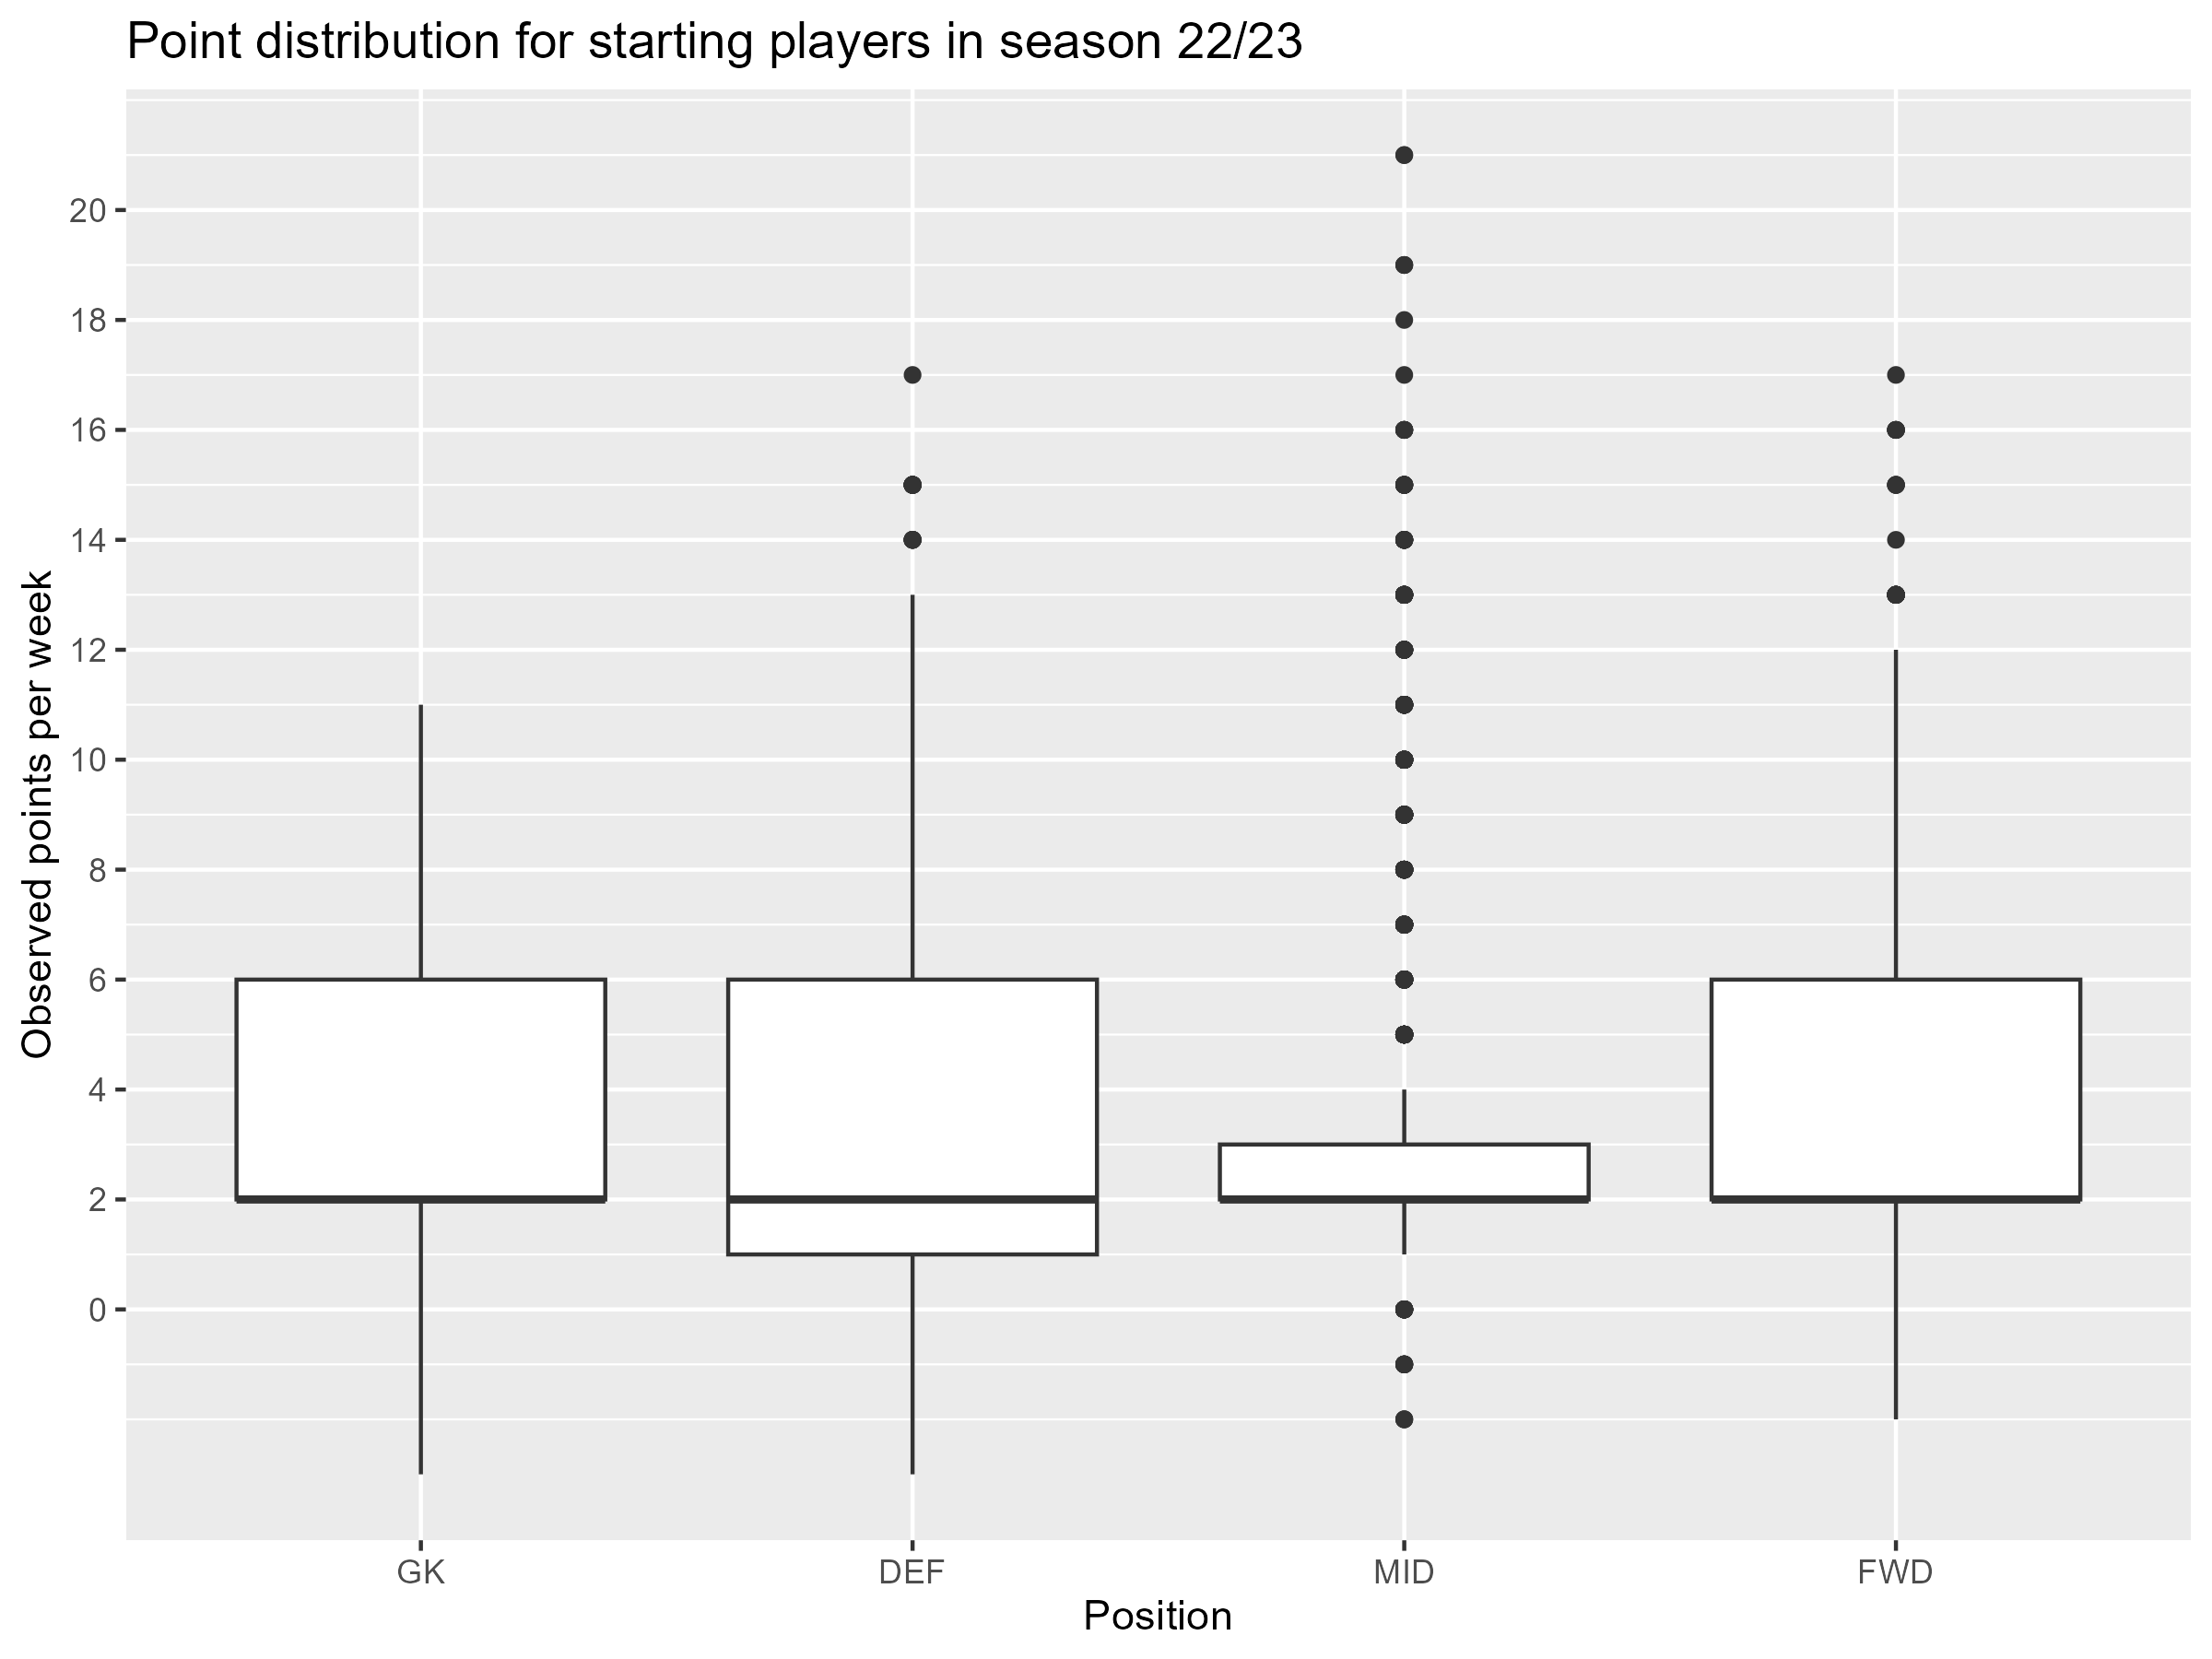 Point distribution for starting players in season 22/23
Observed points per week
20
18
16
14
12
10
8
6
4
2
0
GK DEF MID FWD
Position